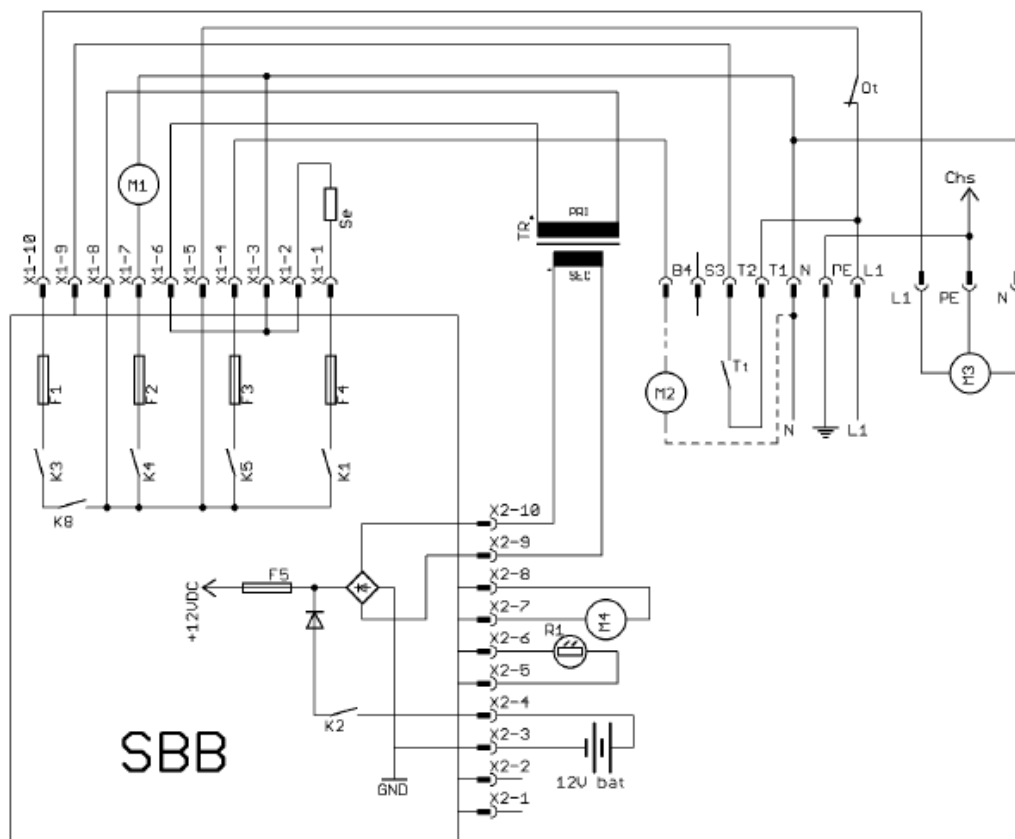 Ot
Chs
M1
Se
TR
PRI
SEC
X1-10
X1-9
X1-8
X1-7
X1-6
X1-5
X1-4
X1-3
X1-2
X1-1
B4
S3
T2
T1
N
PE
L1
L1
PE
N
F1
F2
F3
F4
M2
T1
M3
N
L1
K3
K4
K5
K1
K8
X2-10
X2-9
X2-8
X2-7
X2-6
X2-5
X2-4
X2-3
X2-2
X2-1
+12VDC
F5
M4
R1
K2
SBB
GND
12V bat